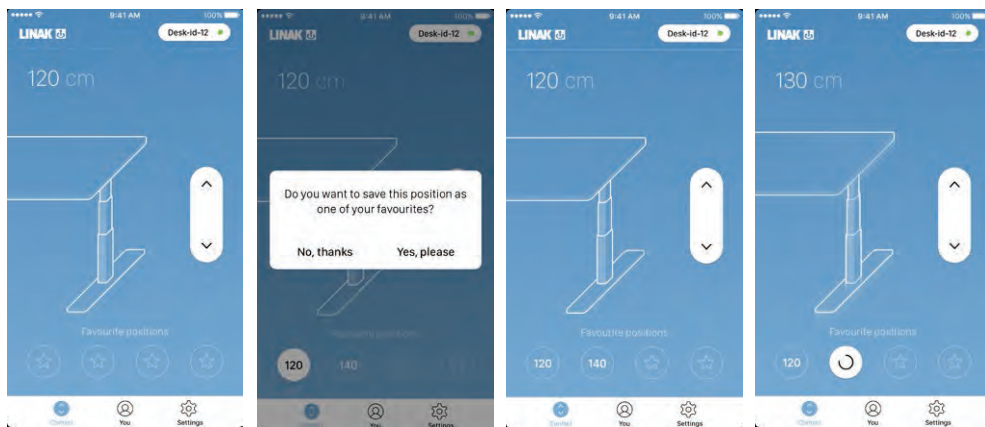 9:41 AM 100%
LINAK
Desk-id-12
120 cm
Favourite positions
Control You Settings
9:41 AM 100%
LINAK
Desk-id-12
120 cm
Do you want to save this position as
one of your favourites?
No, thanks Yes, please
Favourite positions
120 140
Control You Settings
9:41 AM 100%
LINAK
Desk-id-12
120 cm
Favourite positions
120 140
Control You Settings
9:41 AM 100%
LINAK
Desk-id-12
130 cm
Favourite positions
120
Control You Settings